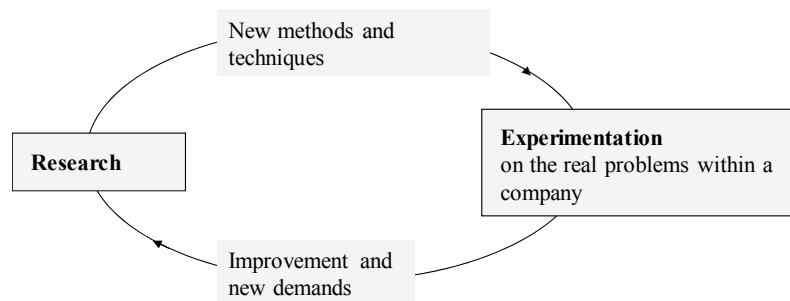 New methods and
techniques
Research
Experimentation
on the real problems within a
company
Improvement and
new demands